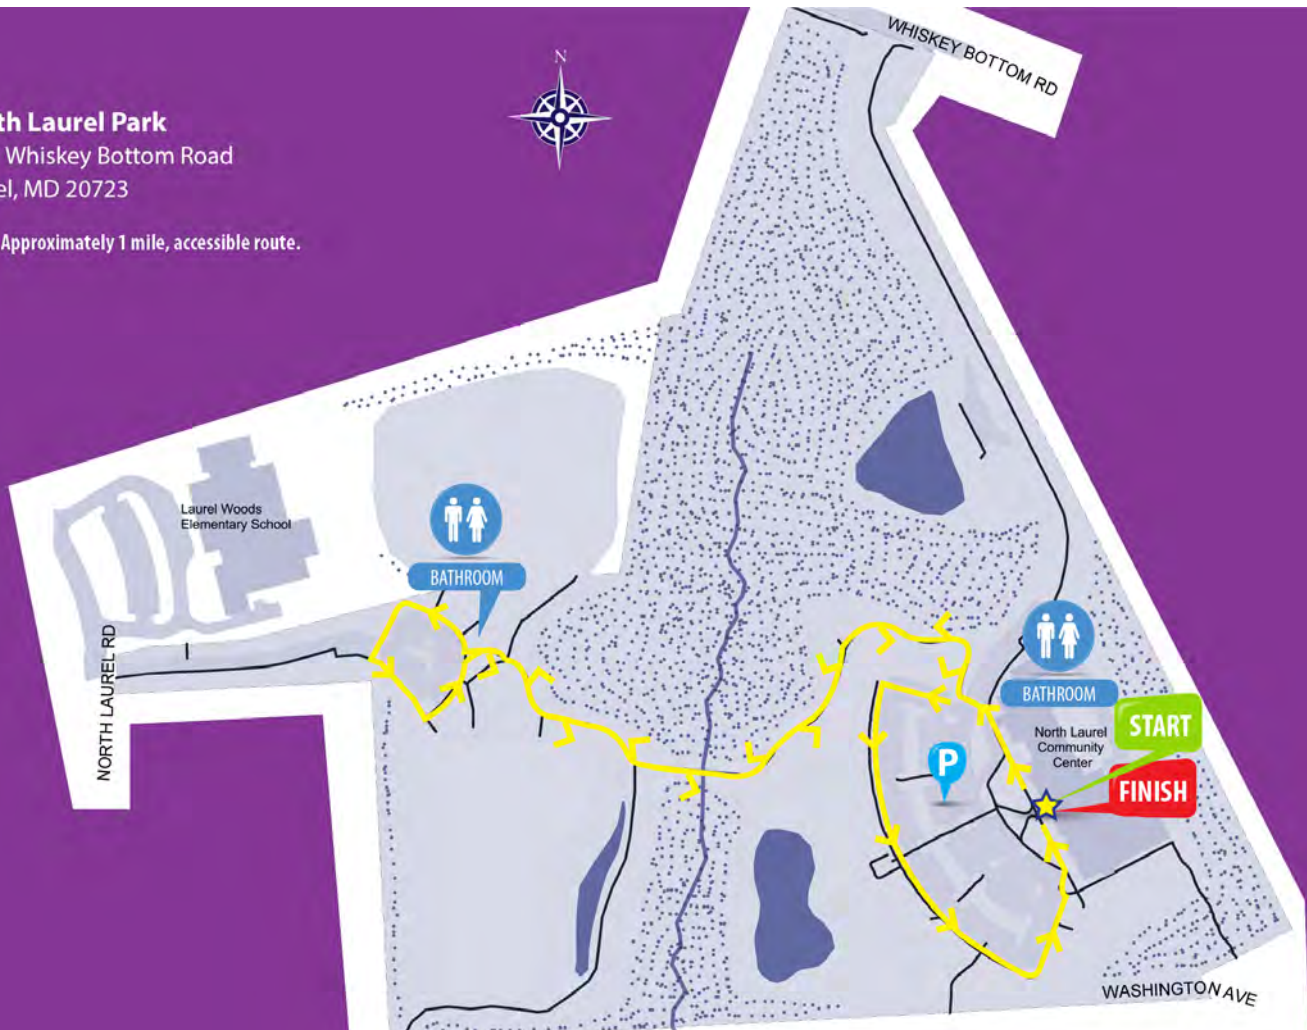 N
WHISKEY BOTTOM RD
th Laurel Park
Whiskey Bottom Road
el, MD 20723
Approximately 1 mile, accessible route.
Laurel Woods
Elementary School
BATHROOM
NORTH LAUREL RD
BATHROOM
North Laurel
Community
Center
START
P
FINISH
WASHINGTON AVE